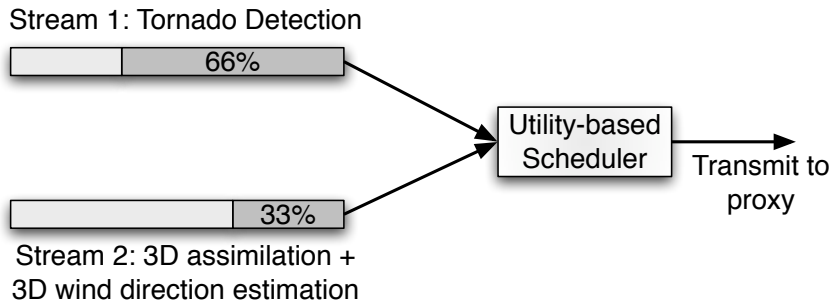 Stream 1: Tornado Detection
66%
Utility-based
Scheduler
Transmit to
proxy
33%
Stream 2: 3D assimilation +
3D wind direction estimation